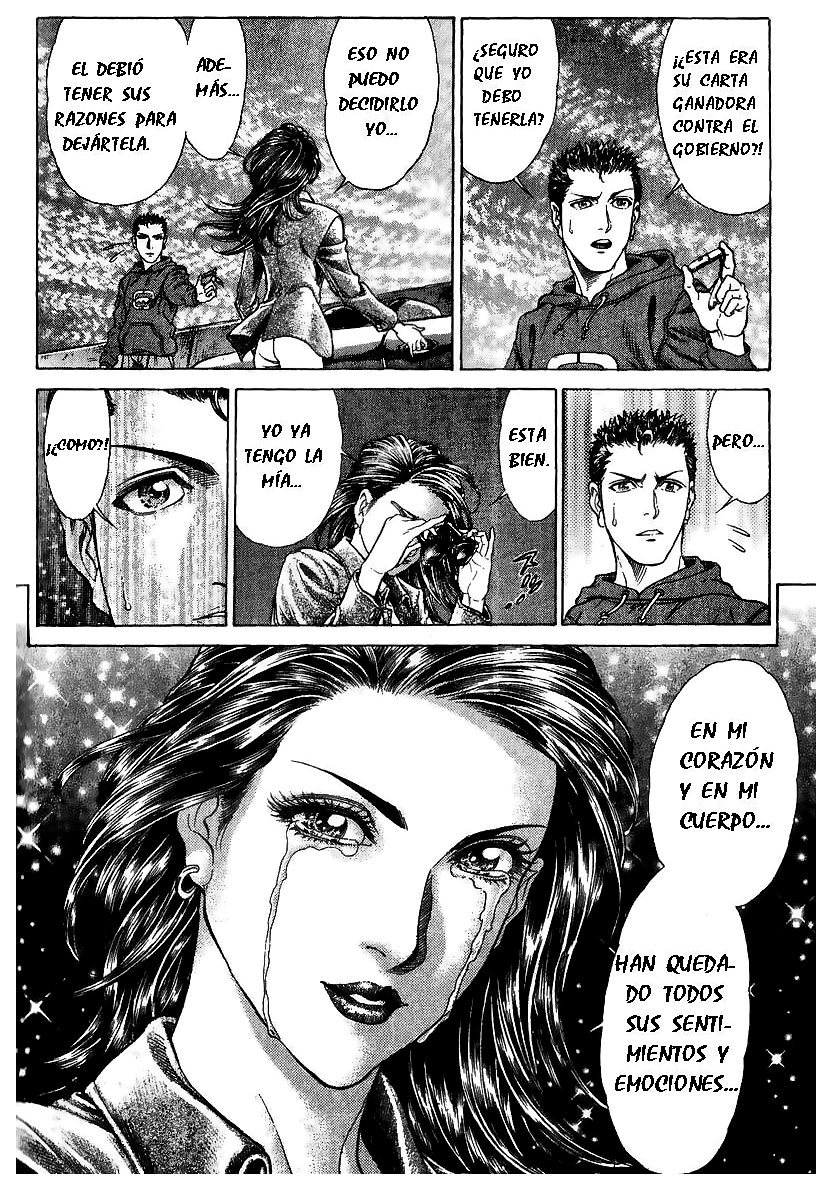 ¡¿ESTA ERA
SU CARTA
GANADORA
CONTRA EL
GOBIERNO?!
¿SEGURO
QUE YO
DEBO
TENERLA?
ESO NO
PUEDO
DECIDIRLO
YO...
ADE-
MÁS...
EL DEBIÓ
TENER SUS
RAZONES PARA
DEJÁRTELA.
PERO...
ESTA
BIEN.
YO YA
TENGO LA
MÍA...
¡¿COMO?!
EN MI
CORAZÓN
Y EN MI
CUERPO...
HAN QUEDA-
DO TODOS
SUS SENTI-
MIENTOS Y
EMOCIONES...